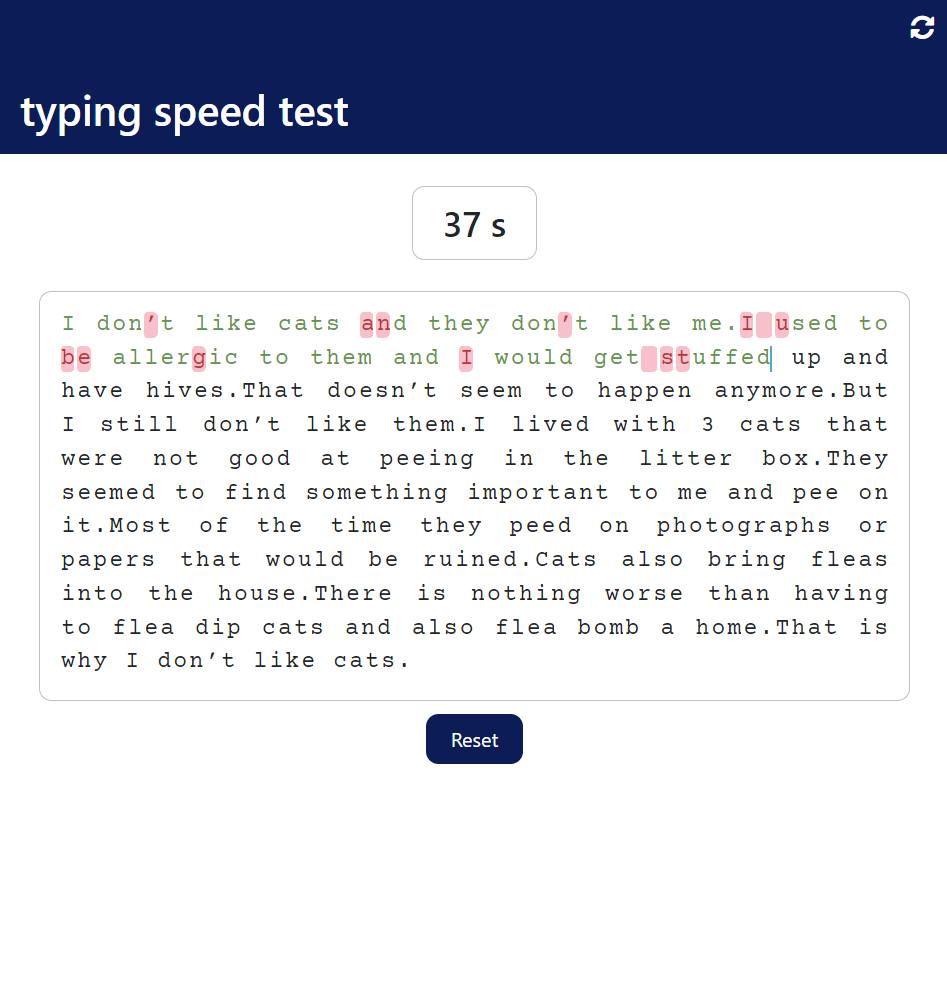 typing speed test
37 s
I don’t like cats and they don’t like me.I used to
be allergic to them and I would get stuffed up and
have hives.That doesn’t seem to happen anymore.But
I still don’t like them.I lived with 3 cats that
were not good at peeing in the litter box.They
seemed to find something important to me and pee on
it.Most of the time they peed on photographs or
papers that would be ruined.Cats also bring fleas
into the house.There is nothing worse than having
to flea dip cats and also flea bomb a home.That is
why I don’t like cats.
Reset